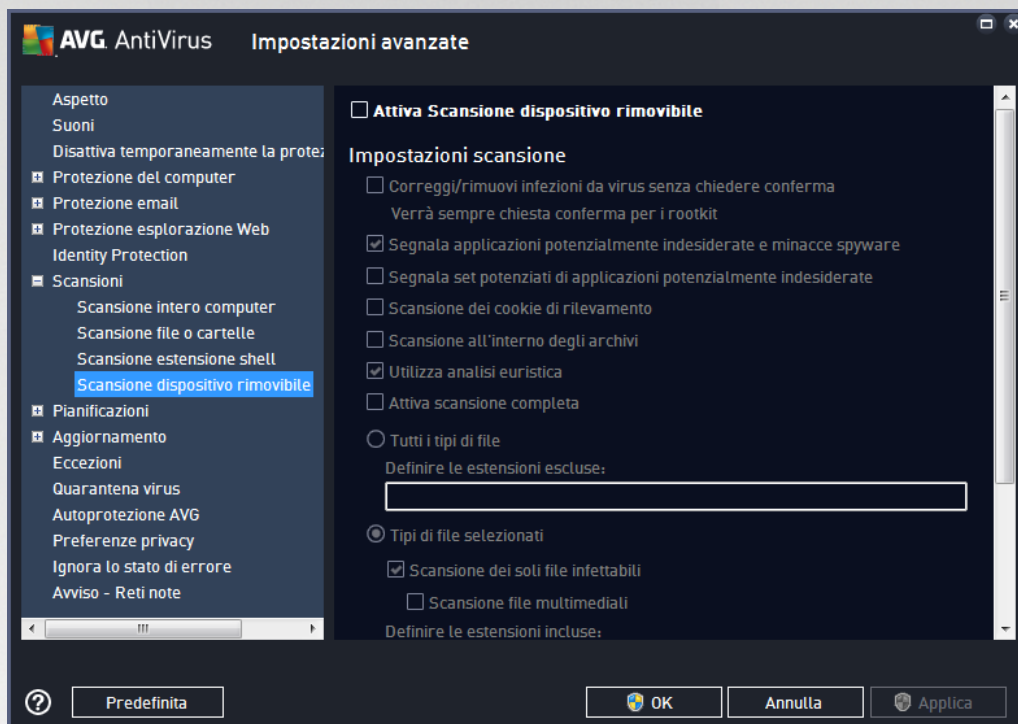 AVG. AntiVirus Impostazioni avanzate
Aspetto
Suoni
Disattiva temporaneamente la protez
Protezione del computer
Protezione email
Protezione esplorazione Web
Identity Protection
Scansioni
Scansione intero computer
Scansione file o cartelle
Scansione estensione shell
Scansione dispositivo rimovibile
Pianificazioni
Aggiornamento
Eccezioni
Quarantena virus
Autoprotezione AVG
Preferenze privacy
Ignora lo stato di errore
Avviso - Reti note
Attiva Scansione dispositivo rimovibile
Impostazioni scansione
Correggi/rimuovi infezioni da virus senza chiedere conferma
Verrà sempre chiesta conferma per i rootkit
Segnala applicazioni potenzialmente indesiderate e minacce spyware
Segnala set potenziati di applicazioni potenzialmente indesiderate
Scansione dei cookie di rilevamento
Scansione all'interno degli archivi
Utilizza analisi euristica
Attiva scansione completa
Tutti i tipi di file
Definire le estensioni escluse:
Tipi di file selezionati
Scansione dei soli file infettabili
Scansione file multimediali
Definire le estensioni incluse:
? Predefinita OK Annulla Applica